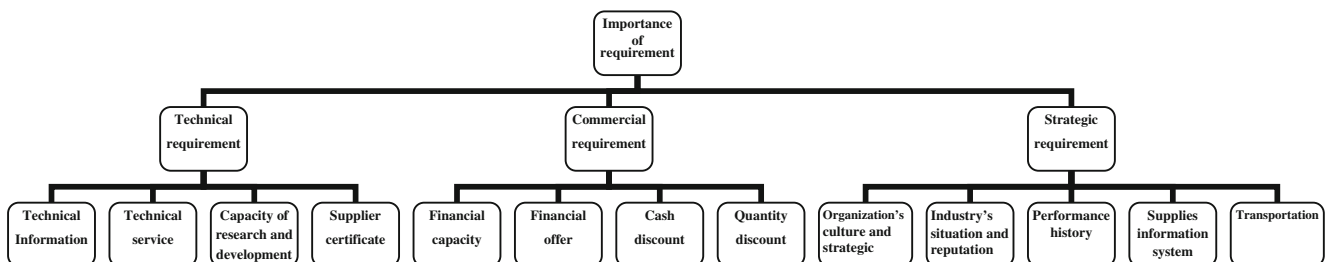 Importance
of
requirement
Technical
requirement
Commercial
requirement
Strategic
requirement
Technical
Information
Technical
service
Capacity of
research and
development
Supplier
certificate
Financial
capacity
Financial
offer
Cash
discount
Quantity
discount
Organization's
culture and
strategic
Industry's
situation and
reputation
Performance
history
Supplies
information
system
Transportation